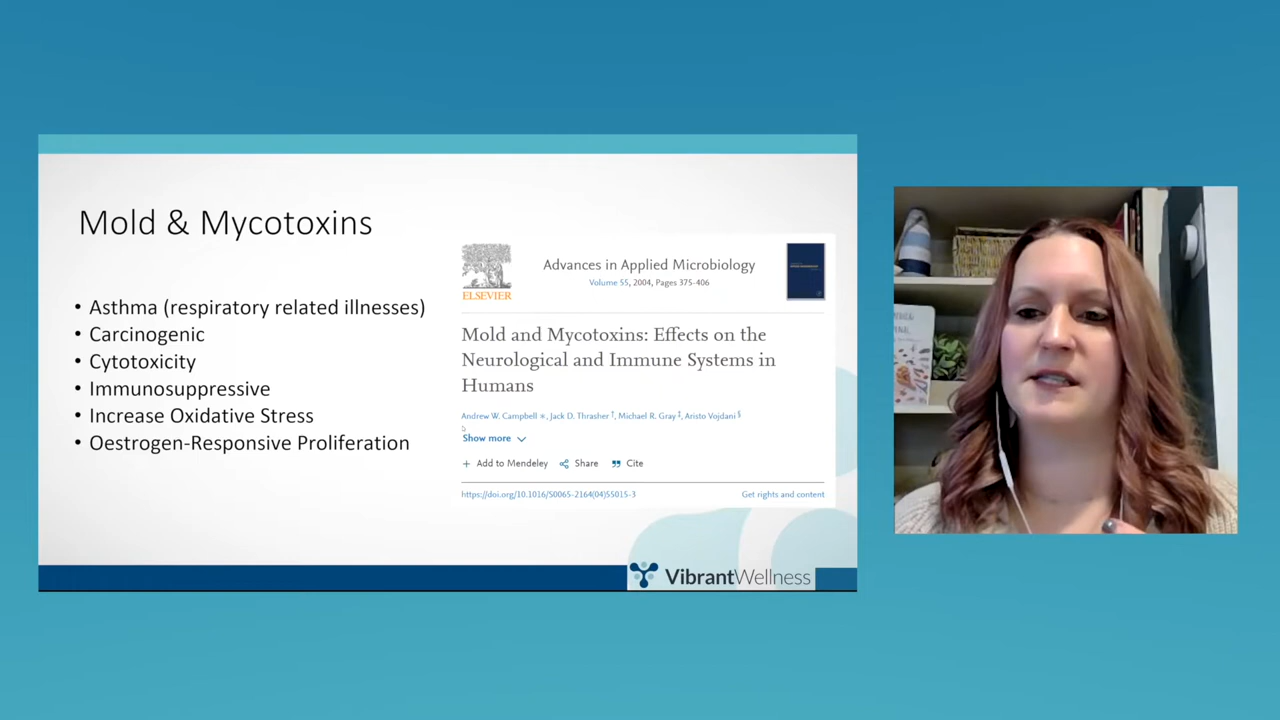 Mold & Mycotoxins
• Asthma (respiratory related illnesses)
• Carcinogenic
• Cytotoxicity
• Immunosuppressive
• Increase Oxidative Stress
• Oestrogen-Responsive Proliferation
ELSEVIER
Advances in Applied Microbiology
Volume 55, 2004, Pages 375-406
Mold and Mycotoxins: Effects on the
Neurological and Immune Systems in
Humans
Andrew W. Campbell *, Jack D. Thrasher †, Michael R. Gray ‡, Aristo Vojdani §
Show more
+ Add to Mendeley Share Cite
https://doi.org/10.1016/S0065-2164(04)55015-3 Get rights and content
VibrantWellness